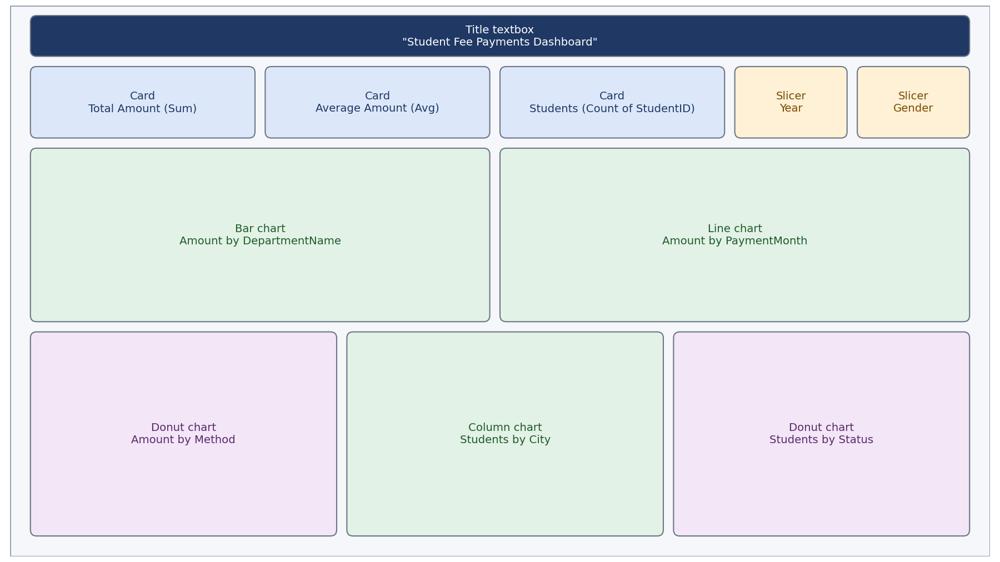 Title textbox
"Student Fee Payments Dashboard"
Card
Total Amount (Sum)
Card
Average Amount (Avg)
Card
Students (Count of StudentID)
Slicer
Year
Slicer
Gender
Bar chart
Amount by DepartmentName
Line chart
Amount by PaymentMonth
Donut chart
Amount by Method
Column chart
Students by City
Donut chart
Students by Status